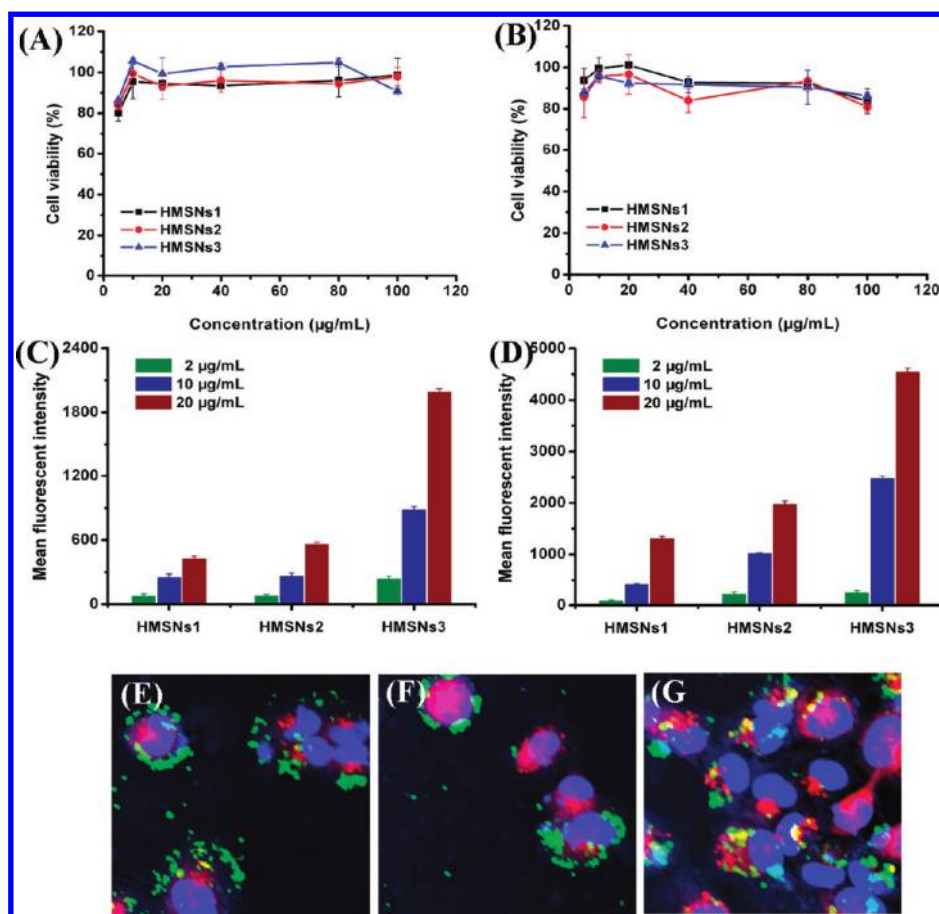 (A)
120
100
80
60
40
20
0
Cell viability (%)
HMSNs1
HMSNs2
HMSNs3
0 20 40 60 80 100 120
Concentration (µg/mL)
(B)
120
100
80
60
40
20
0
Cell viability (%)
HMSNs1
HMSNs2
HMSNs3
0 20 40 60 80 100 120
Concentration (µg/mL)
(C)
2400
1800
1200
600
0
Mean fluorescent intensity
2 µg/mL
10 µg/mL
20 µg/mL
HMSNs1 HMSNs2 HMSNs3
(D)
5000
4000
3000
2000
1000
0
Mean fluorescent intensity
2 µg/mL
10 µg/mL
20 µg/mL
HMSNs1 HMSNs2 HMSNs3
(E)
(F)
(G)